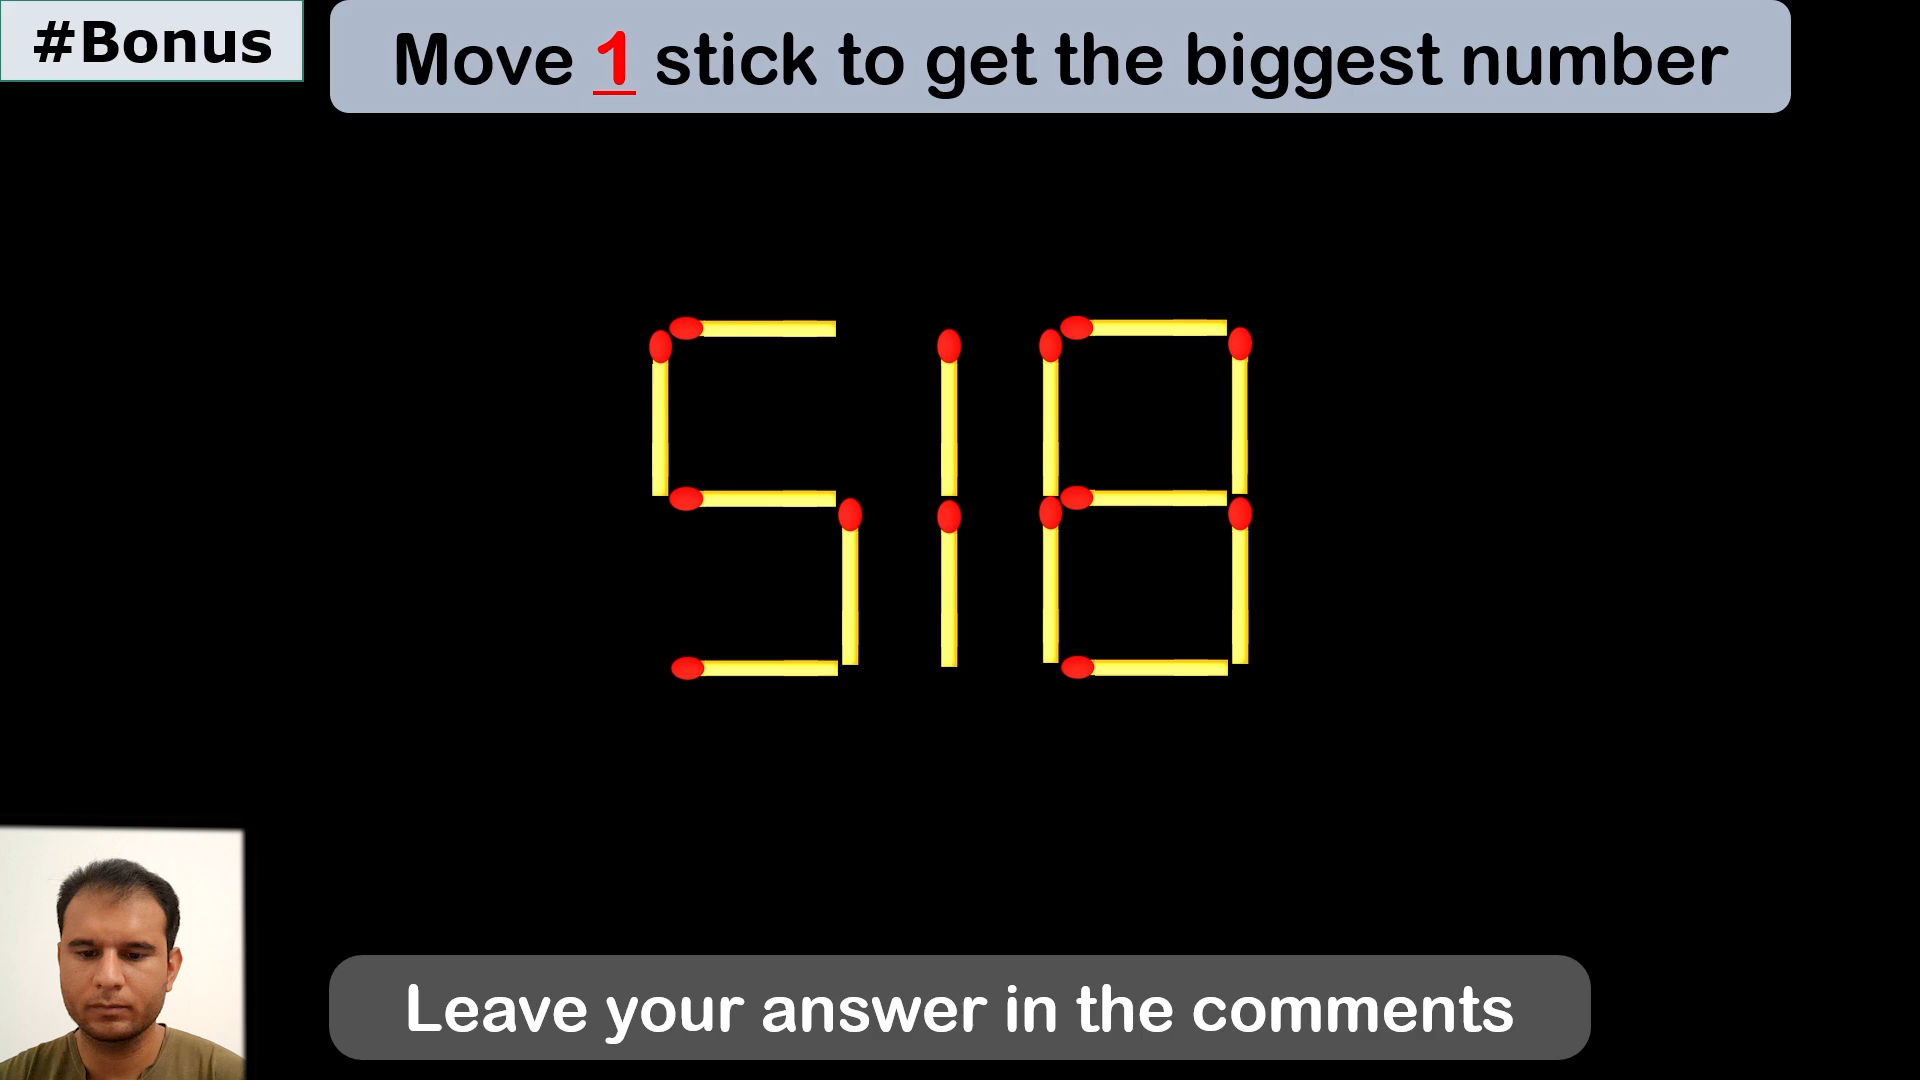 #Bonus
Move 1 stick to get the biggest number
518
Leave your answer in the comments